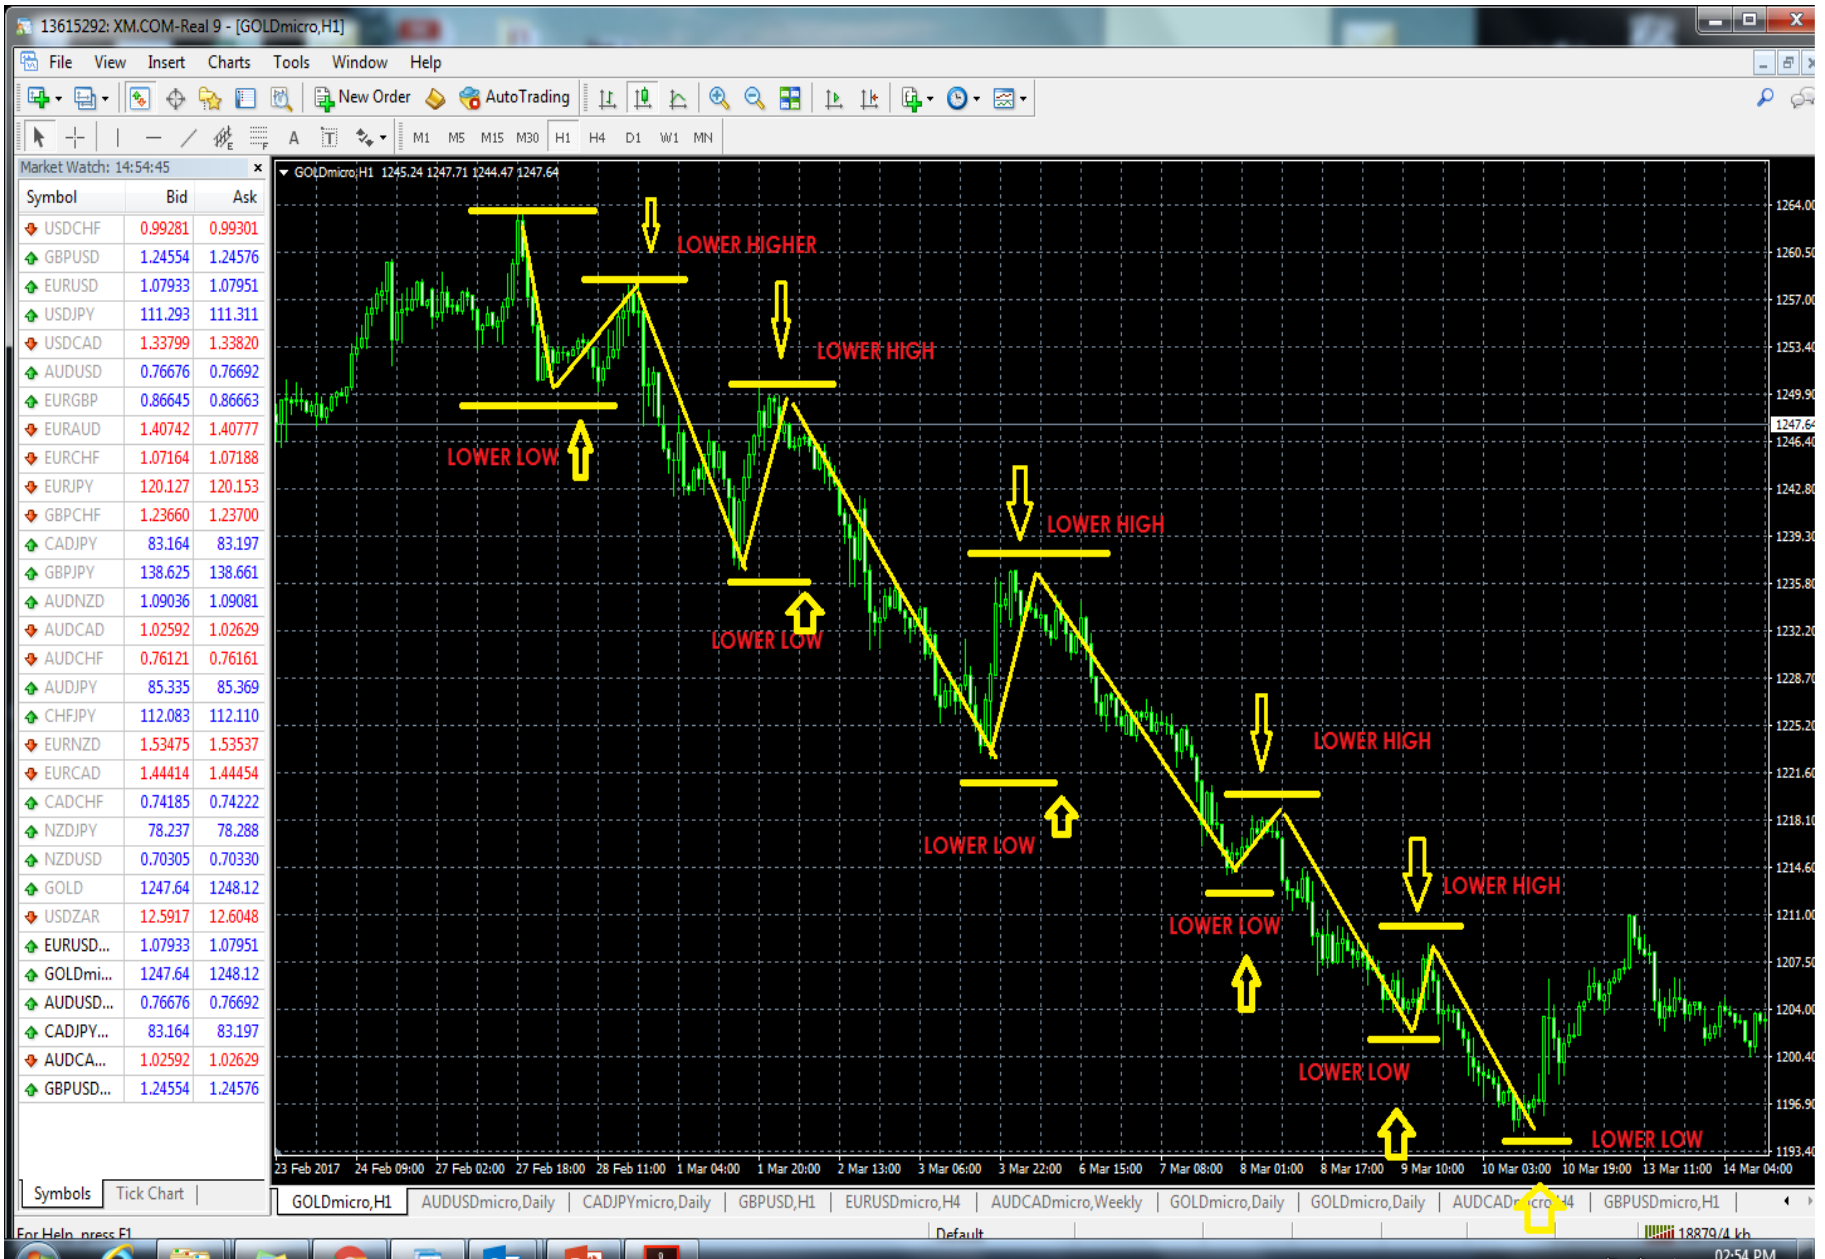 13615292: XM.COM-Real 9 - [GOLDmicro,H1]
File View Insert Charts Tools Window Help
New Order AutoTrading
A T M1 M5 M15 M30 H1 H4 D1 W1 MN
Market Watch: 14:54:45
Symbol Bid Ask
USDCHF 0.99281 0.99301
GBPUSD 1.24554 1.24576
EURUSD 1.07933 1.07951
USDJPY 111.293 111.311
USDCAD 1.33799 1.33820
AUDUSD 0.76676 0.76692
EURGBP 0.86645 0.86663
EURAUD 1.40742 1.40777
EURCHF 1.07164 1.07188
EURJPY 120.127 120.153
GBPCHF 1.23660 1.23700
CADJPY 83.164 83.197
GBPJPY 138.625 138.661
AUDNZD 1.09036 1.09081
AUDCAD 1.02592 1.02629
AUDCHF 0.76121 0.76161
AUDJPY 85.335 85.369
CHFJPY 112.083 112.110
EURNZD 1.53475 1.53537
EURCAD 1.44414 1.44454
CADCHF 0.74185 0.74222
NZDJPY 78.237 78.288
NZDUSD 0.70305 0.70330
GOLD 1247.64 1248.12
USDZAR 12.5917 12.6048
EURUSD... 1.07933 1.07951
GOLDmi... 1247.64 1248.12
AUDUSD... 0.76676 0.76692
CADJPY... 83.164 83.197
AUDCA... 1.02592 1.02629
GBPUSD... 1.24554 1.24576
Symbols Tick Chart
GOLDmicro,H1 1245.24 1247.71 1244.47 1247.64
LOWER HIGHER
LOWER HIGH
LOWER LOW
LOWER HIGH
LOWER LOW
LOWER HIGH
LOWER LOW
LOWER HIGH
LOWER LOW
LOWER LOW
LOWER LOW
1264.00
1260.50
1257.00
1253.40
1249.90
1247.64
1246.40
1242.80
1239.30
1235.80
1232.20
1228.70
1225.20
1221.60
1218.10
1214.60
1211.00
1207.50
1204.00
1200.40
1196.90
1193.40
23 Feb 2017 24 Feb 09:00 27 Feb 02:00 27 Feb 18:00 28 Feb 11:00 1 Mar 04:00 1 Mar 20:00 2 Mar 13:00 3 Mar 06:00 3 Mar 22:00 6 Mar 15:00 7 Mar 08:00 8 Mar 01:00 8 Mar 17:00 9 Mar 10:00 10 Mar 03:00 10 Mar 19:00 13 Mar 11:00 14 Mar 04:00
GOLDmicro,H1 AUDUSDmicro,Daily CADJPYmicro,Daily GBPUSD,H1 EURUSDmicro,H4 AUDCADmicro,Weekly GOLDmicro,Daily GOLDmicro,Daily AUDCADmicro,H4 GBPUSDmicro,H1
For Help, press F1 Default 18879/4 kb
02:54 PM